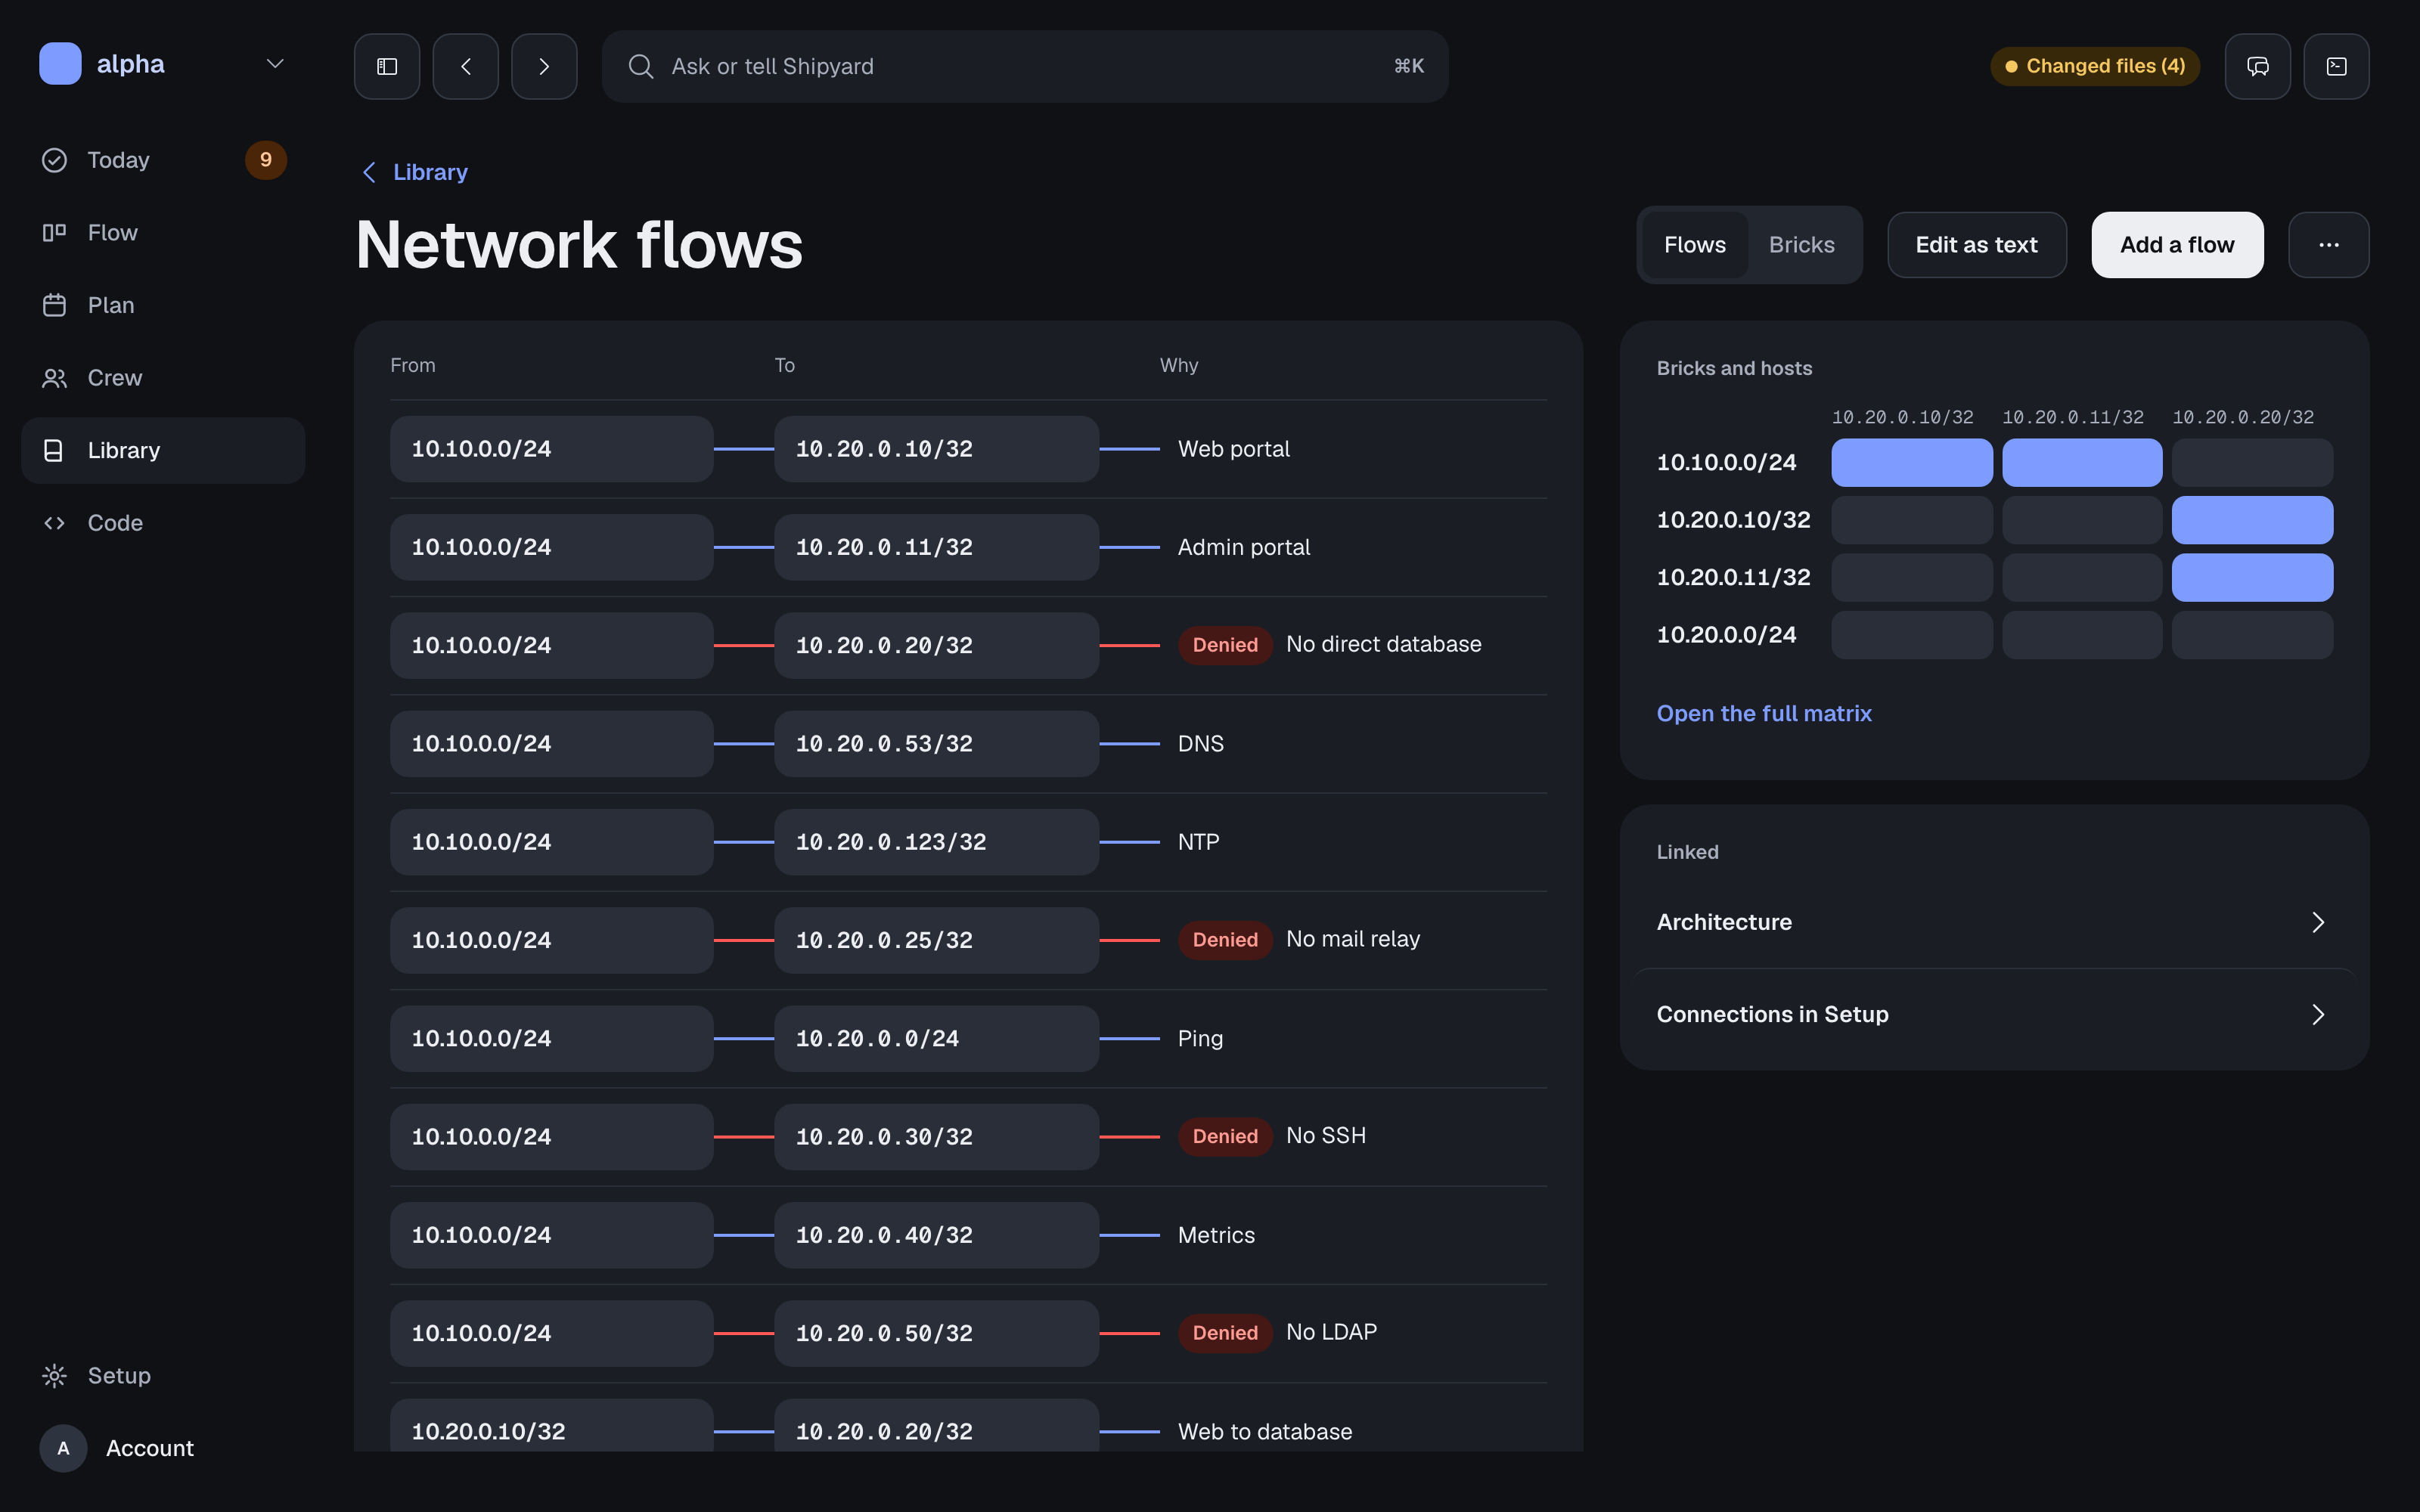 alpha
Ask or tell Shipyard ⌘K
Changed files (4)
Today 9
Flow
Plan
Crew
Library
Code
Setup
A Account
Library
Network flows
Flows Bricks
Edit as text
Add a flow
From To Why
10.10.0.0/24 10.20.0.10/32 Web portal
10.10.0.0/24 10.20.0.11/32 Admin portal
10.10.0.0/24 10.20.0.20/32 Denied No direct database
10.10.0.0/24 10.20.0.53/32 DNS
10.10.0.0/24 10.20.0.123/32 NTP
10.10.0.0/24 10.20.0.25/32 Denied No mail relay
10.10.0.0/24 10.20.0.0/24 Ping
10.10.0.0/24 10.20.0.30/32 Denied No SSH
10.10.0.0/24 10.20.0.40/32 Metrics
10.10.0.0/24 10.20.0.50/32 Denied No LDAP
10.20.0.10/32 10.20.0.20/32 Web to database
Bricks and hosts
10.20.0.10/32 10.20.0.11/32 10.20.0.20/32
10.10.0.0/24
10.20.0.10/32
10.20.0.11/32
10.20.0.0/24
Open the full matrix
Linked
Architecture
Connections in Setup